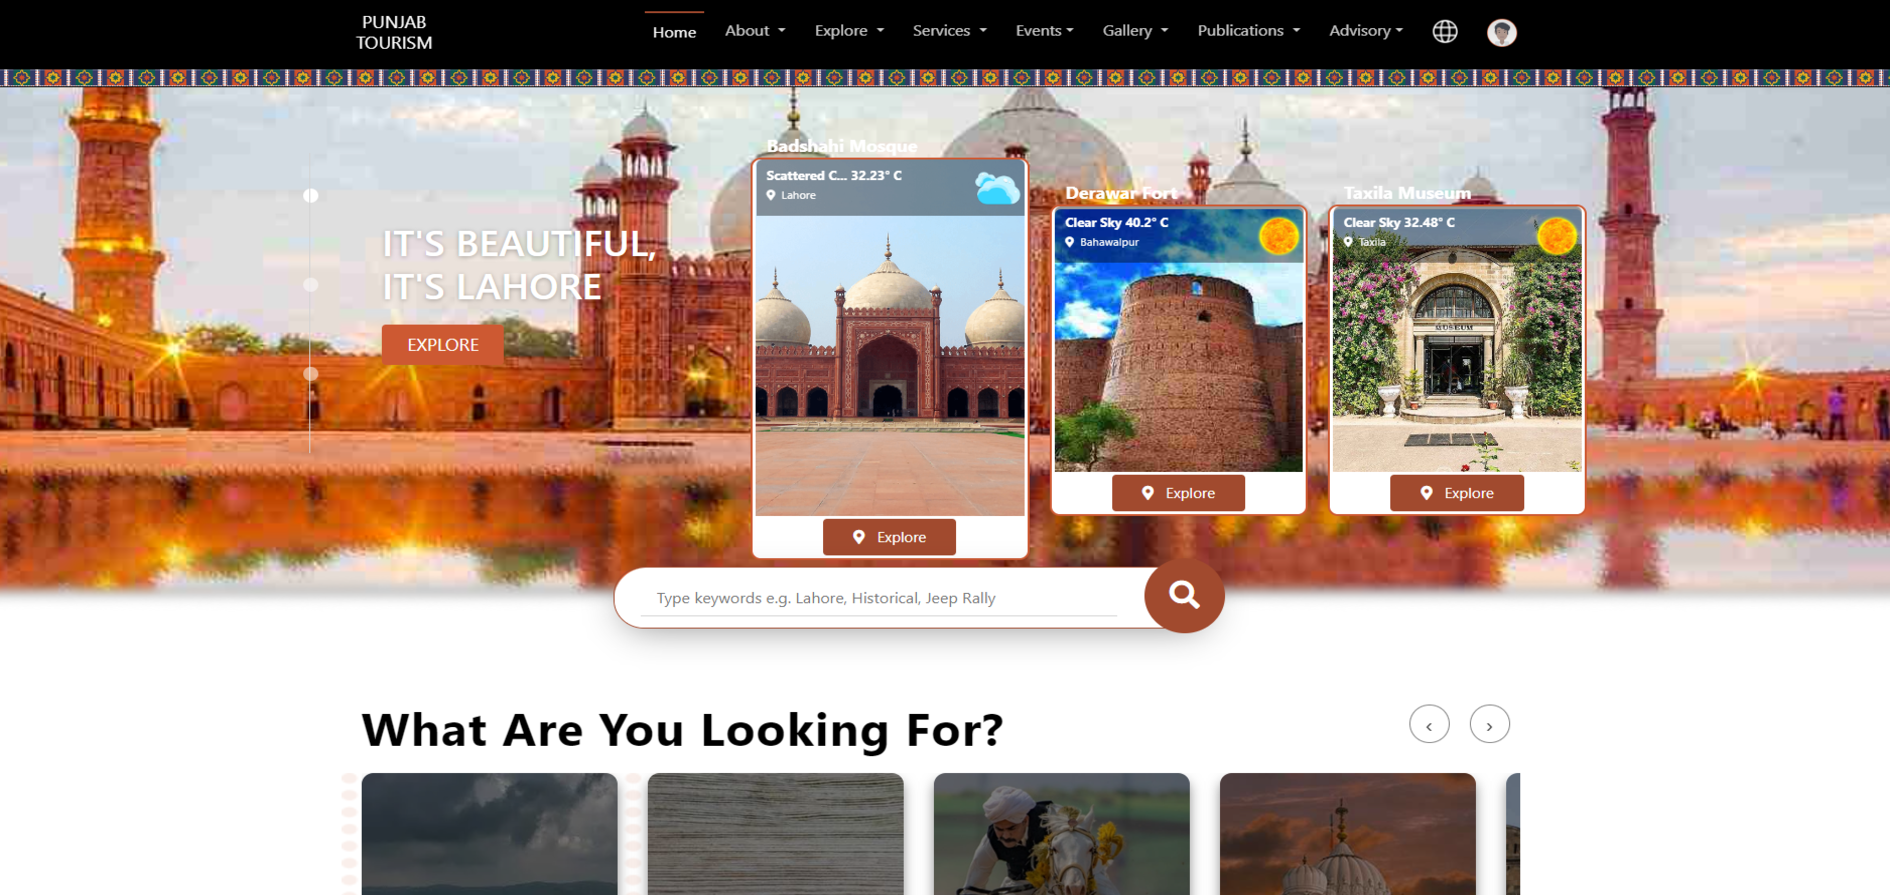 PUNJAB
TOURISM
Home
About
Explore
Services
Events
Gallery
Publications
Advisory
IT'S BEAUTIFUL,
IT'S LAHORE
EXPLORE
Badshahi Mosque
Scattered C... 32.23° C
Lahore
Explore
Derawar Fort
Clear Sky 40.2° C
Bahawalpur
Explore
Taxila Museum
Clear Sky 32.48° C
Taxila
MUSEUM
Explore
Type keywords e.g. Lahore, Historical, Jeep Rally
What Are You Looking For?